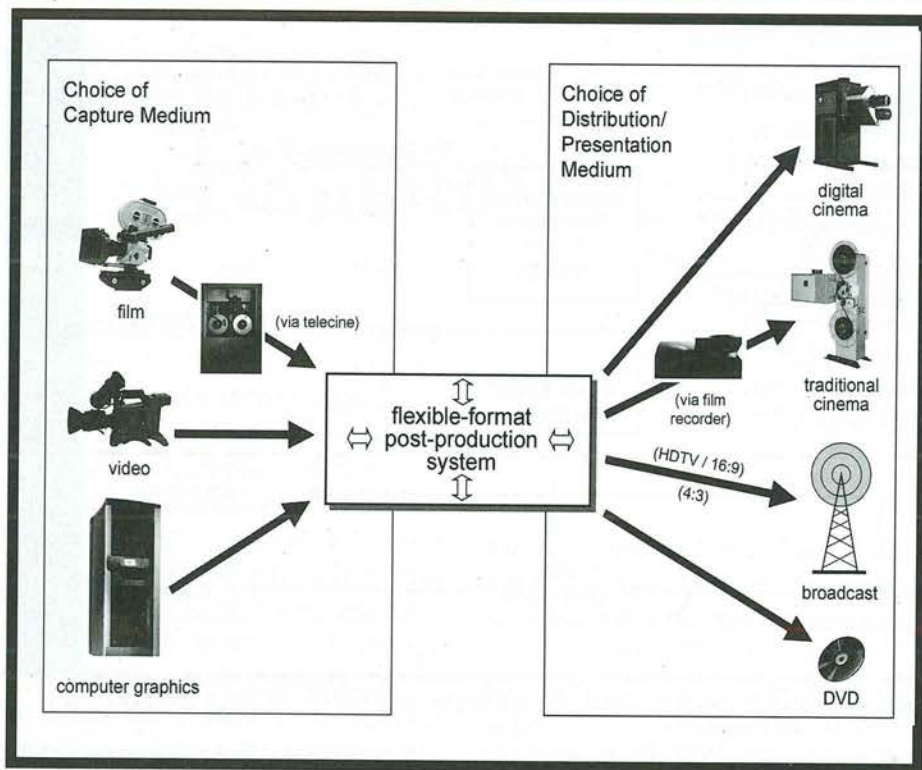 Choice of
Capture Medium
film
(via telecine)
video
computer graphics
flexible-format
post-production
system
Choice of
Distribution/
Presentation
Medium
digital
cinema
(via film
recorder)
traditional
cinema
(HDTV / 16:9)
(4:3)
broadcast
DVD